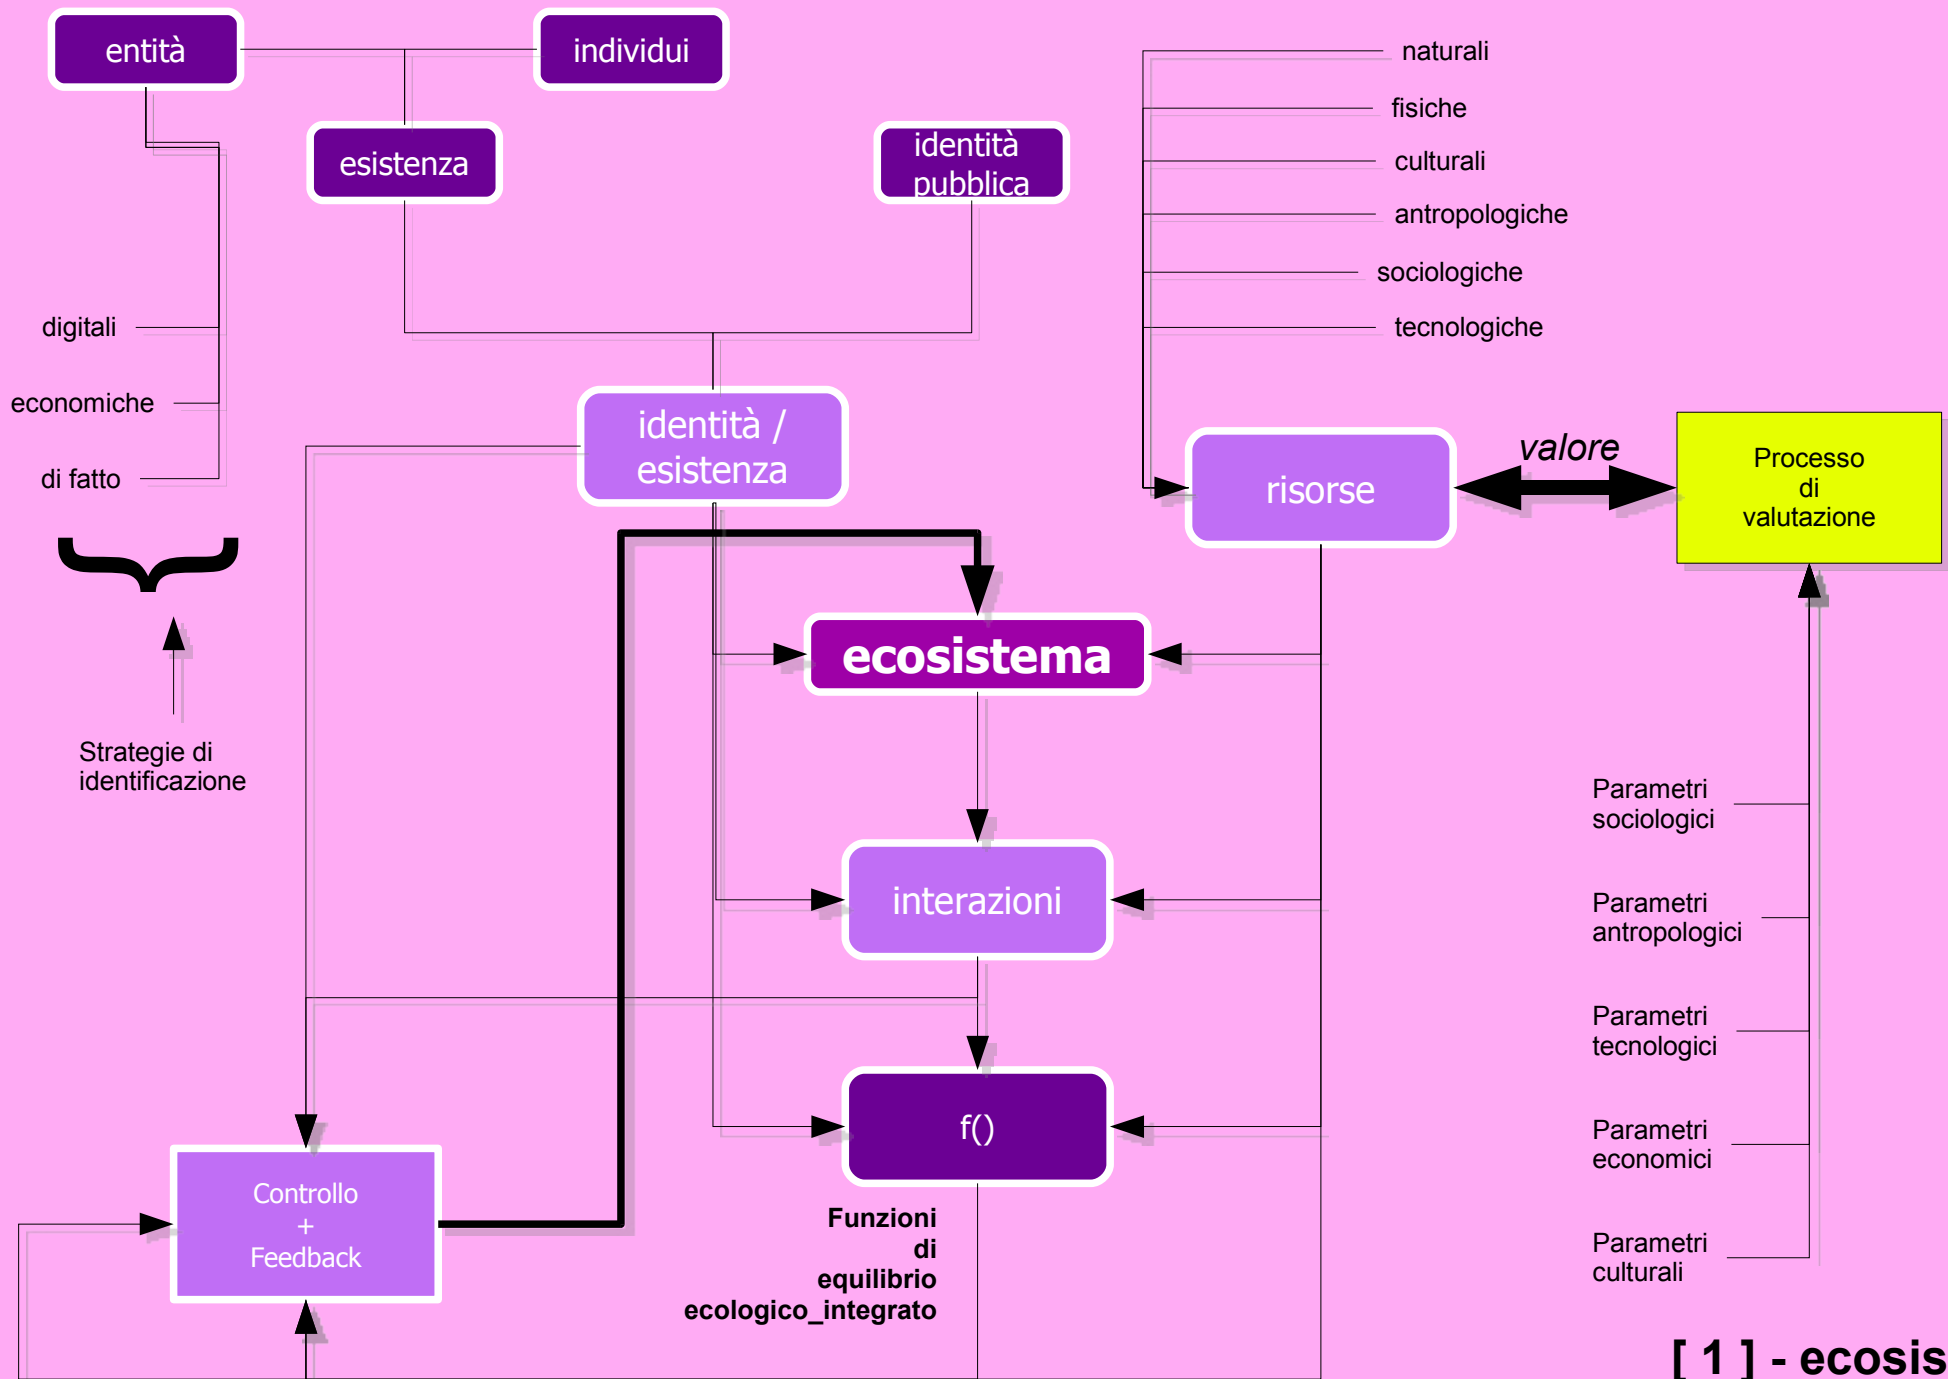 entità
individui
esistenza
identità
pubblica
naturali
fisiche
culturali
antropologiche
sociologiche
tecnologiche
digitali
economiche
di fatto
identità /
esistenza
risorse
valore
Processo
di
valutazione
ecosistema
Strategie di
identificazione
interazioni
f()
Funzioni
di
equilibrio
ecologico_integrato
Controllo
+
Feedback
Parametri
sociologici
Parametri
antropologici
Parametri
tecnologici
Parametri
economici
Parametri
culturali
[ 1 ] - ecosis